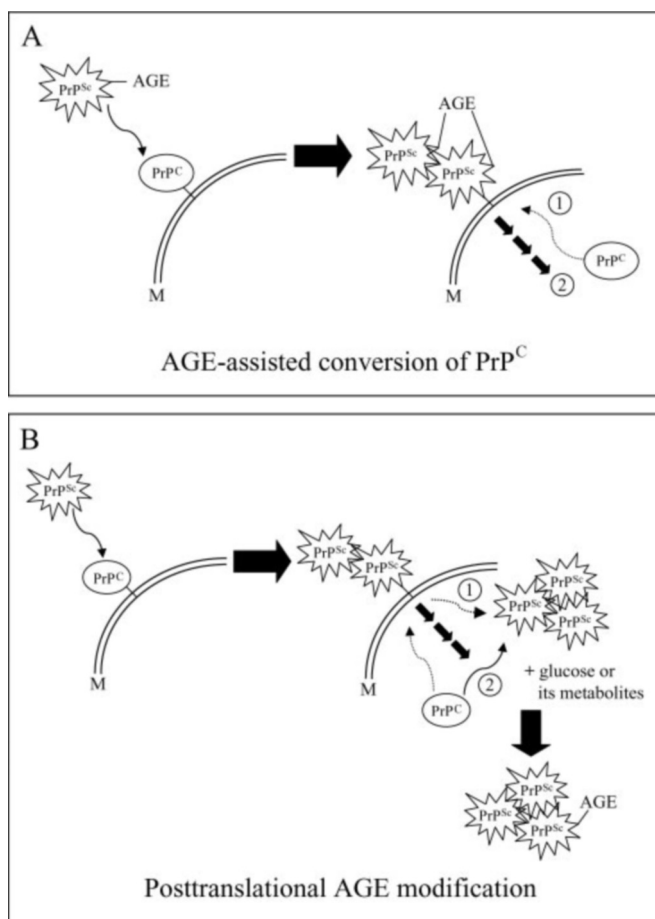 A
PrPSc
AGE
PrPC
M
AGE
PrPSc
PrPSc
1
PrPC
2
M
AGE-assisted conversion of PrPC
B
PrPSc
PrPC
M
PrPSc
PrPSc
1
PrPSc
PrPSc
PrPSc
2
PrPC
+ glucose or
its metabolites
PrPSc
AGE
PrPSc
PrPSc
M
Posttranslational AGE modification